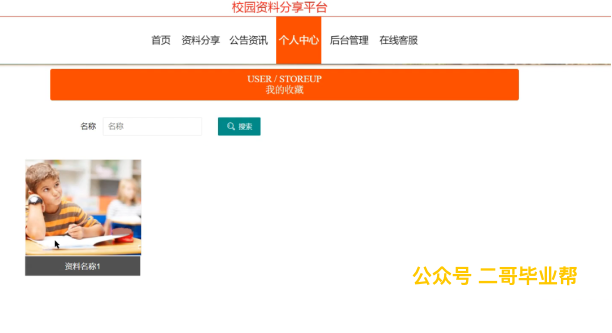 校园资料分享平台
首页 资料分享 公告资讯 个人中心 后台管理 在线客服
USER / STOREUP
我的收藏
名称 名称 搜索
资料名称1
公众号 二哥毕业帮